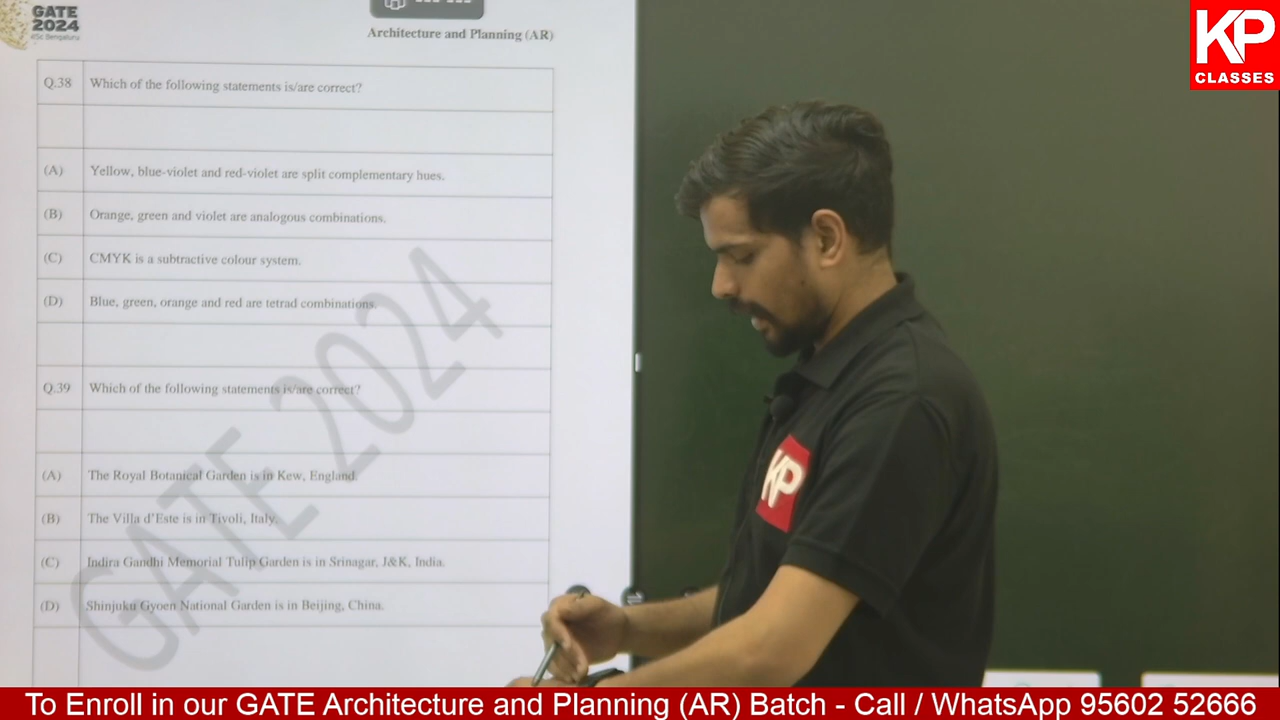 GATE
2024
IISc Bengaluru
Architecture and Planning (AR)
KP
CLASSES
Q.38 Which of the following statements is/are correct?
(A) Yellow, blue-violet and red-violet are split complementary hues.
(B) Orange, green and violet are analogous combinations.
(C) CMYK is a subtractive colour system.
(D) Blue, green, orange and red are tetrad combinations.
Q.39 Which of the following statements is/are correct?
(A) The Royal Botanical Garden is in Kew, England.
(B) The Villa d'Este is in Tivoli, Italy.
(C) Indira Gandhi Memorial Tulip Garden is in Srinagar, J&K, India.
(D) Shinjuku Gyoen National Garden is in Beijing, China.
GATE 2024
KP
To Enroll in our GATE Architecture and Planning (AR) Batch - Call / WhatsApp 95602 52666